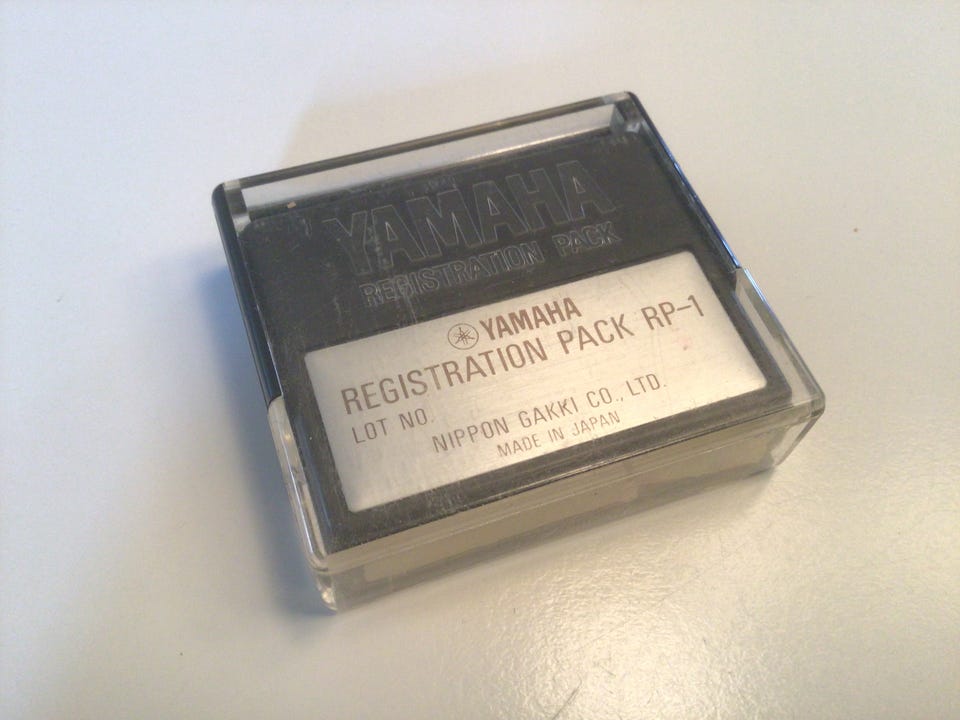 YAMAHA
REGISTRATION PACK
YAMAHA
REGISTRATION PACK RP-1
LOT NO.
NIPPON GAKKI CO., LTD.
MADE IN JAPAN